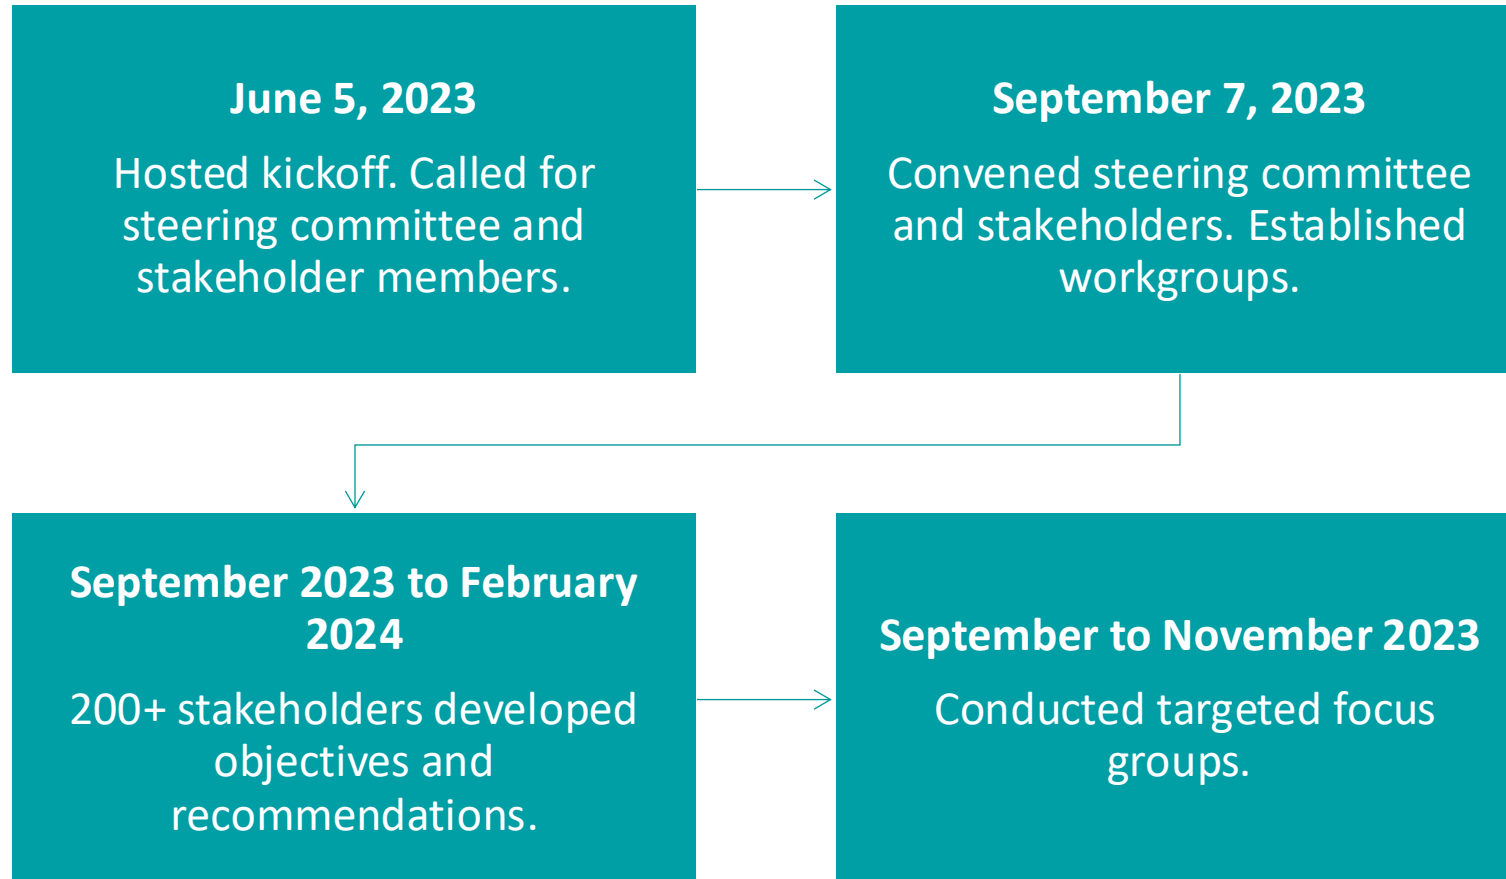 June 5, 2023
Hosted kickoff. Called for
steering committee and
stakeholder members.
September 7, 2023
Convened steering committee
and stakeholders. Established
workgroups.
September 2023 to February
2024
200+ stakeholders developed
objectives and
recommendations.
September to November 2023
Conducted targeted focus
groups.